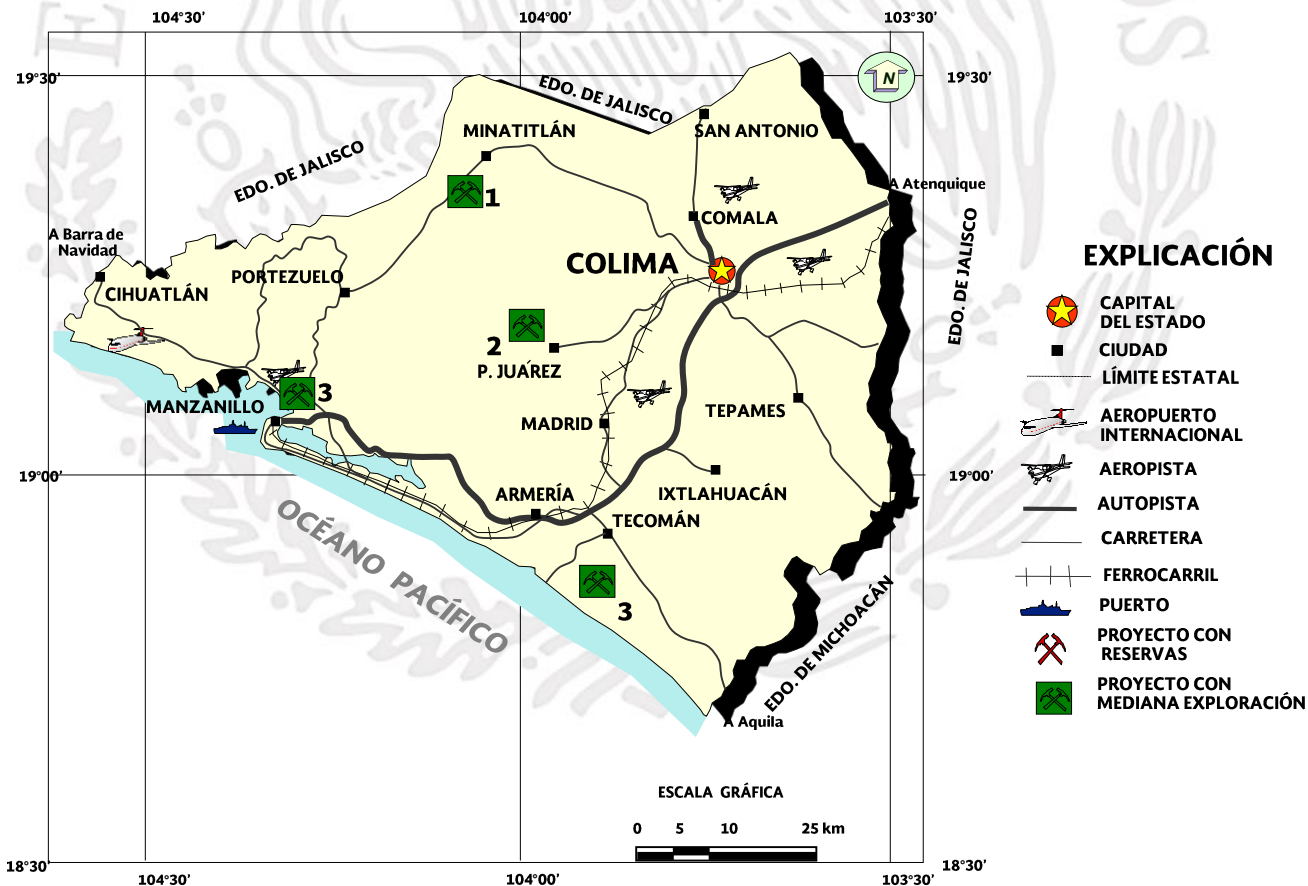 104°30'
104°00'
103°30'
19°30'
19°30'
N
EDO. DE JALISCO
SAN ANTONIO
MINATITLÁN
EDO. DE JALISCO
1
A Atenquique
COMALA
A Barra de
Navidad
EDO. DE JALISCO
COLIMA
PORTEZUELO
CIHUATLÁN
2
P. JUÁREZ
3
MANZANILLO
TEPAMES
MADRID
19°00'
19°00'
ARMERÍA
IXTLAHUACÁN
TECOMÁN
OCÉANO PACÍFICO
3
EDO. DE MICHOACÁN
A Aquila
ESCALA GRÁFICA
0 5 10 25 km
18°30'
18°30'
104°30'
104°00'
103°30'
EXPLICACIÓN
CAPITAL
DEL ESTADO
CIUDAD
LÍMITE ESTATAL
AEROPUERTO
INTERNACIONAL
AEROPISTA
AUTOPISTA
CARRETERA
FERROCARRIL
PUERTO
PROYECTO CON
RESERVAS
PROYECTO CON
MEDIANA EXPLORACIÓN